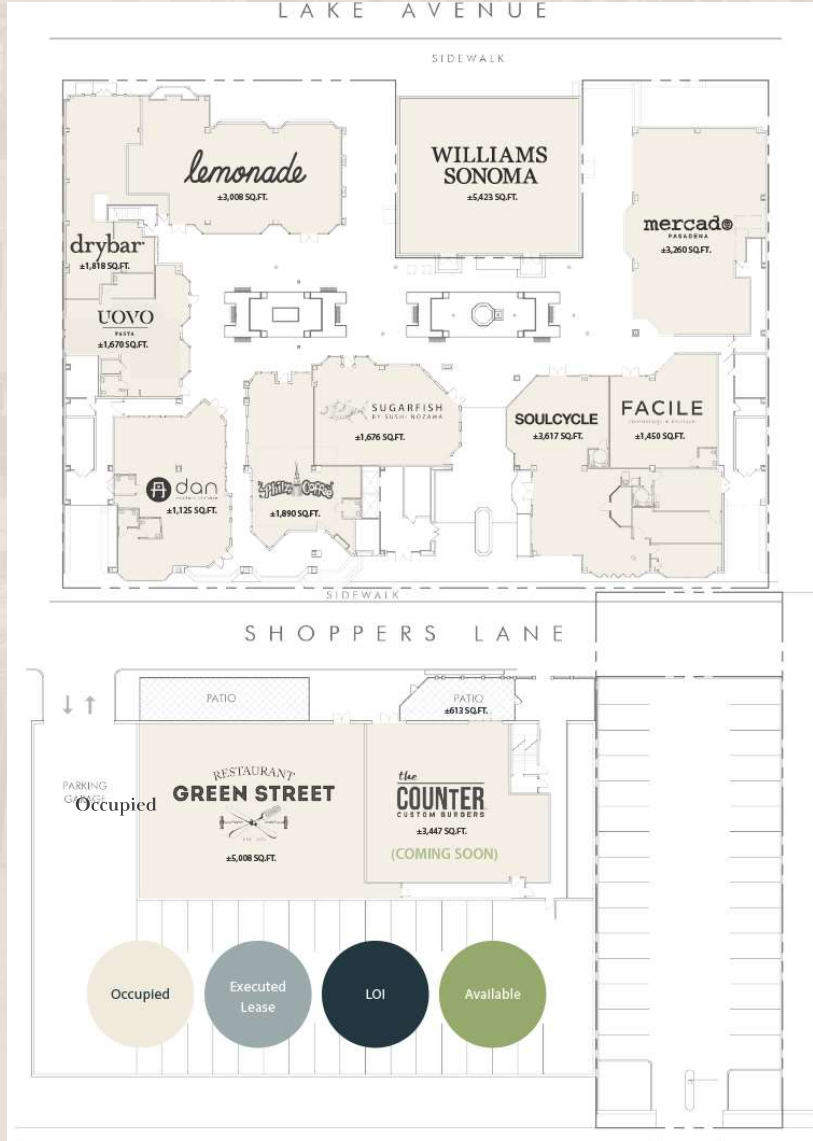 LAKE AVENUE
SIDEWALK
lemonade
±3,008 SQ.FT.
WILLIAMS
SONOMA
±5,423 SQ.FT.
mercado
PASADENA
±3,260 SQ.FT.
drybar
±1,818 SQ.FT.
UOVO
PASTA
±1,670 SQ.FT.
SUGARFISH
BY SUSHI NOZAWA
±1,676 SQ.FT.
SOULCYCLE
±3,617 SQ.FT.
FACILE
±1,450 SQ.FT.
丹 dan
±1,125 SQ.FT.
Philz Coffee
±1,890 SQ.FT.
SIDEWALK
SHOPPERS LANE
PATIO
PATIO
±613 SQ.FT.
PARKING
GARAGE
Occupied
RESTAURANT
GREEN STREET
±5,008 SQ.FT.
the
COUNTER
CUSTOM BURGERS
±3,447 SQ.FT.
(COMING SOON)
Occupied
Executed
Lease
LOI
Available